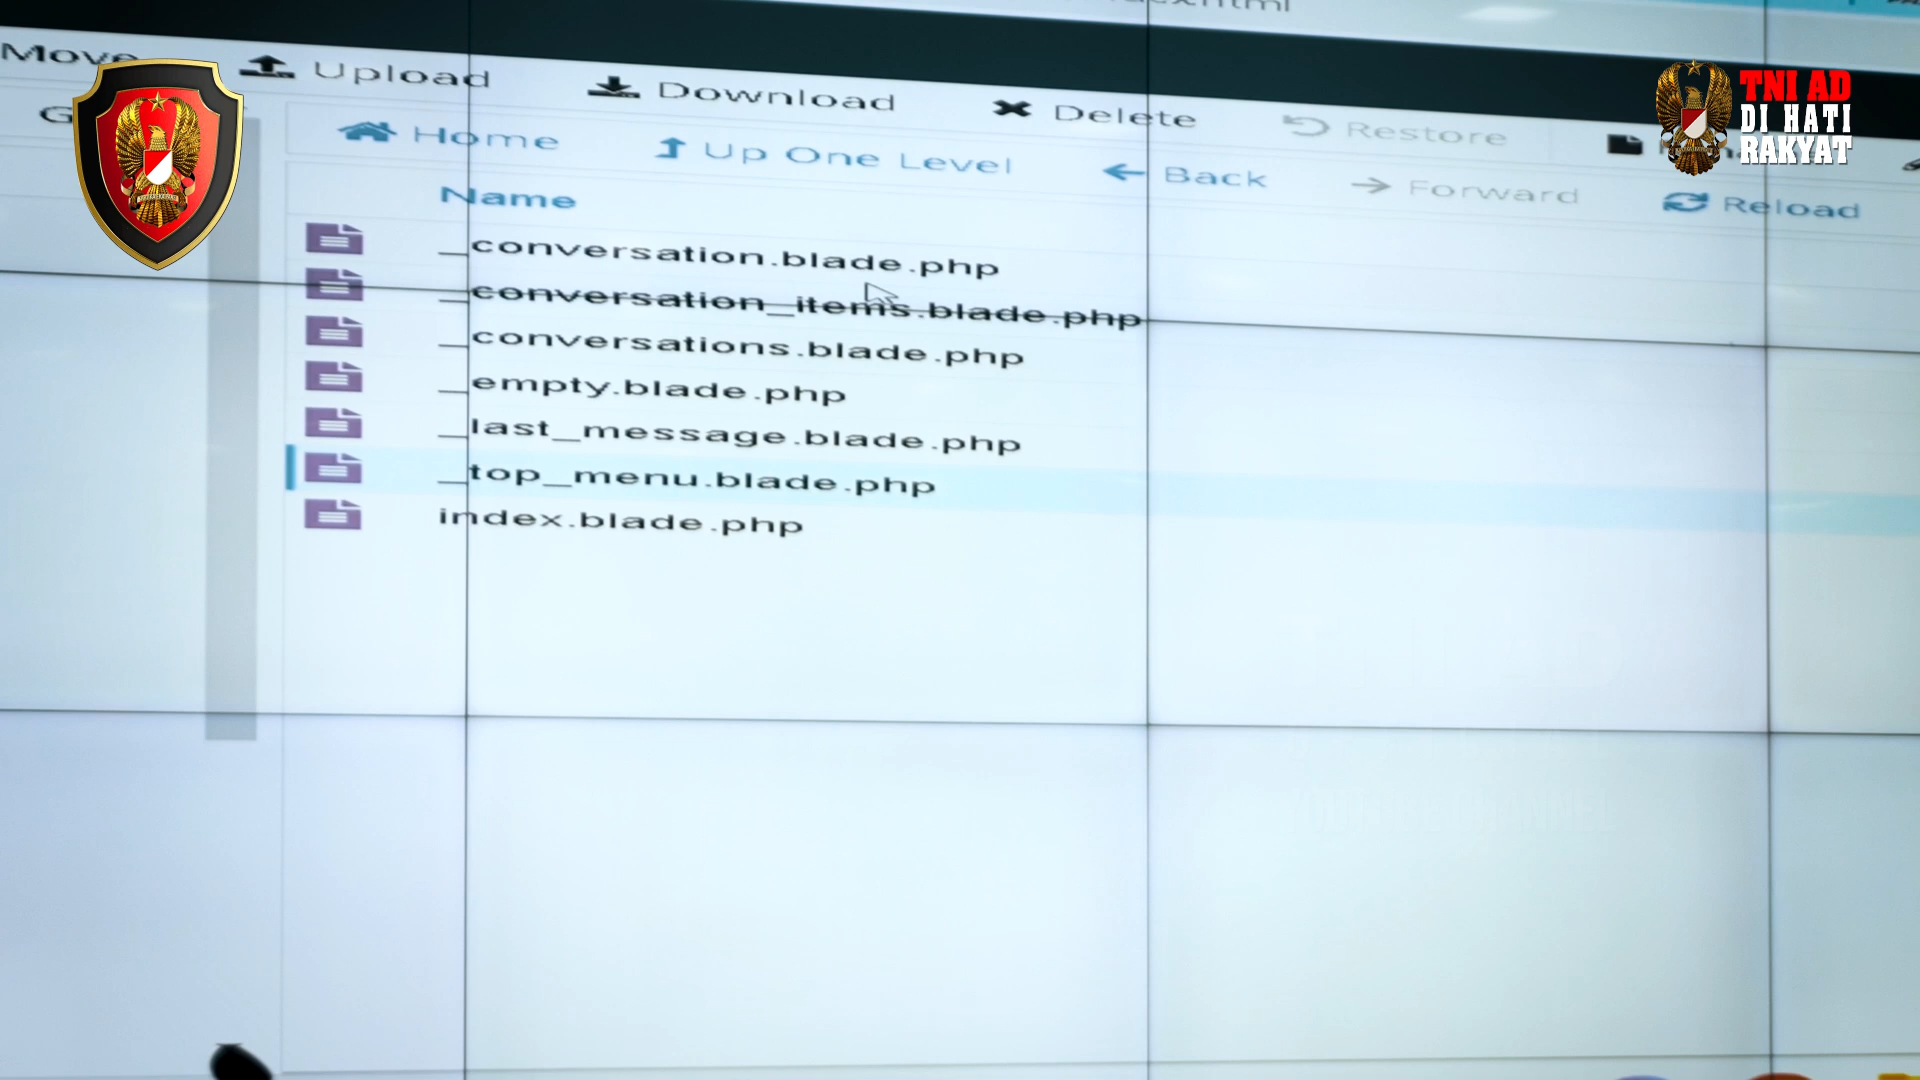 Move
Upload
Download
Delete
Restore
TNI AD
DI HATI
RAKYAT
Home
Up One Level
Back
Forward
Reload
Name
_conversation.blade.php
_conversation_items.blade.php
_conversations.blade.php
_empty.blade.php
_last_message.blade.php
_top_menu.blade.php
index.blade.php